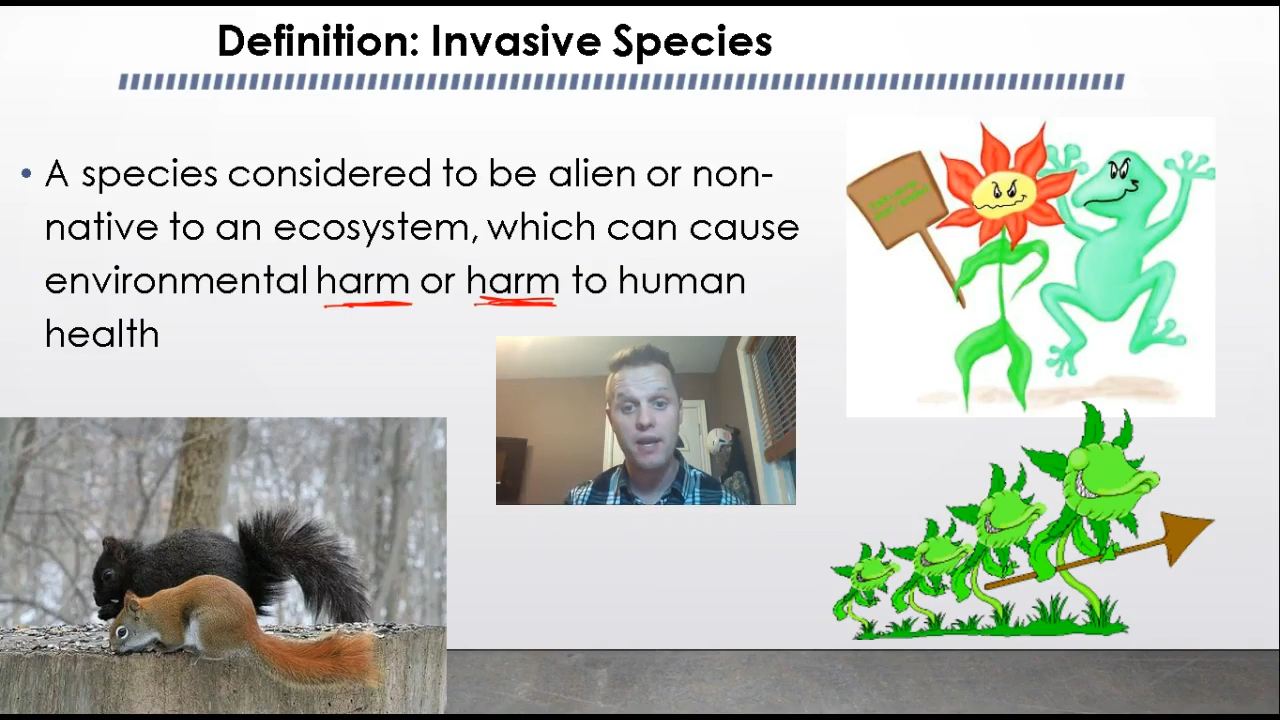 Definition: Invasive Species
• A species considered to be alien or non-
native to an ecosystem, which can cause
environmental harm or harm to human
health